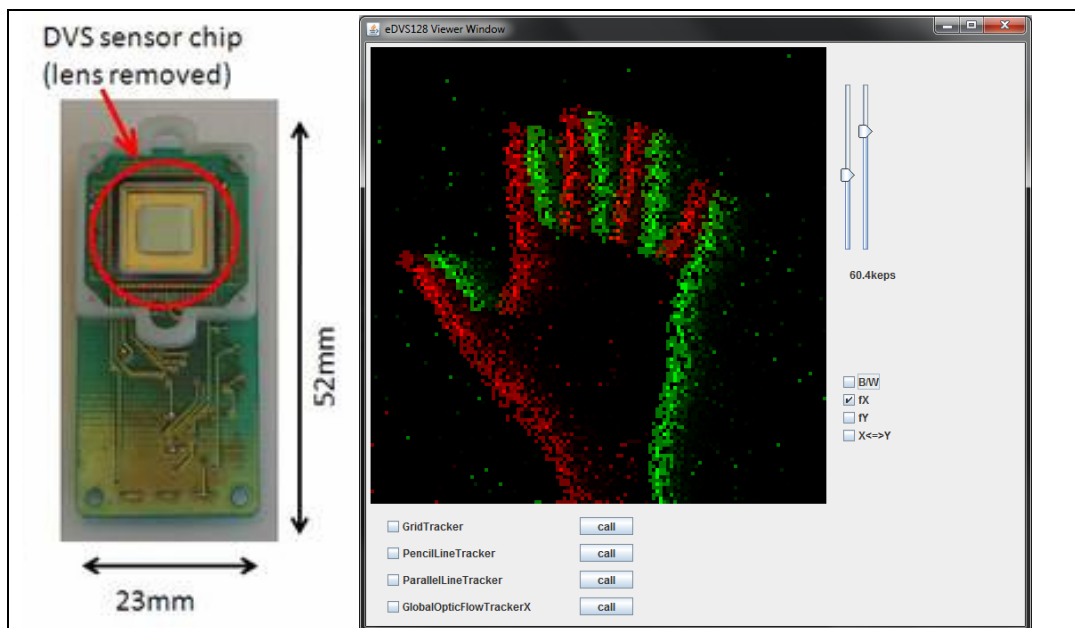 DVS sensor chip
(lens removed)
52mm
23mm
eDVS128 Viewer Window
60.4keps
B/W
fX
fY
X<=>Y
GridTracker
call
PencilLineTracker
call
ParallelLineTracker
call
GlobalOpticFlowTrackerX
call